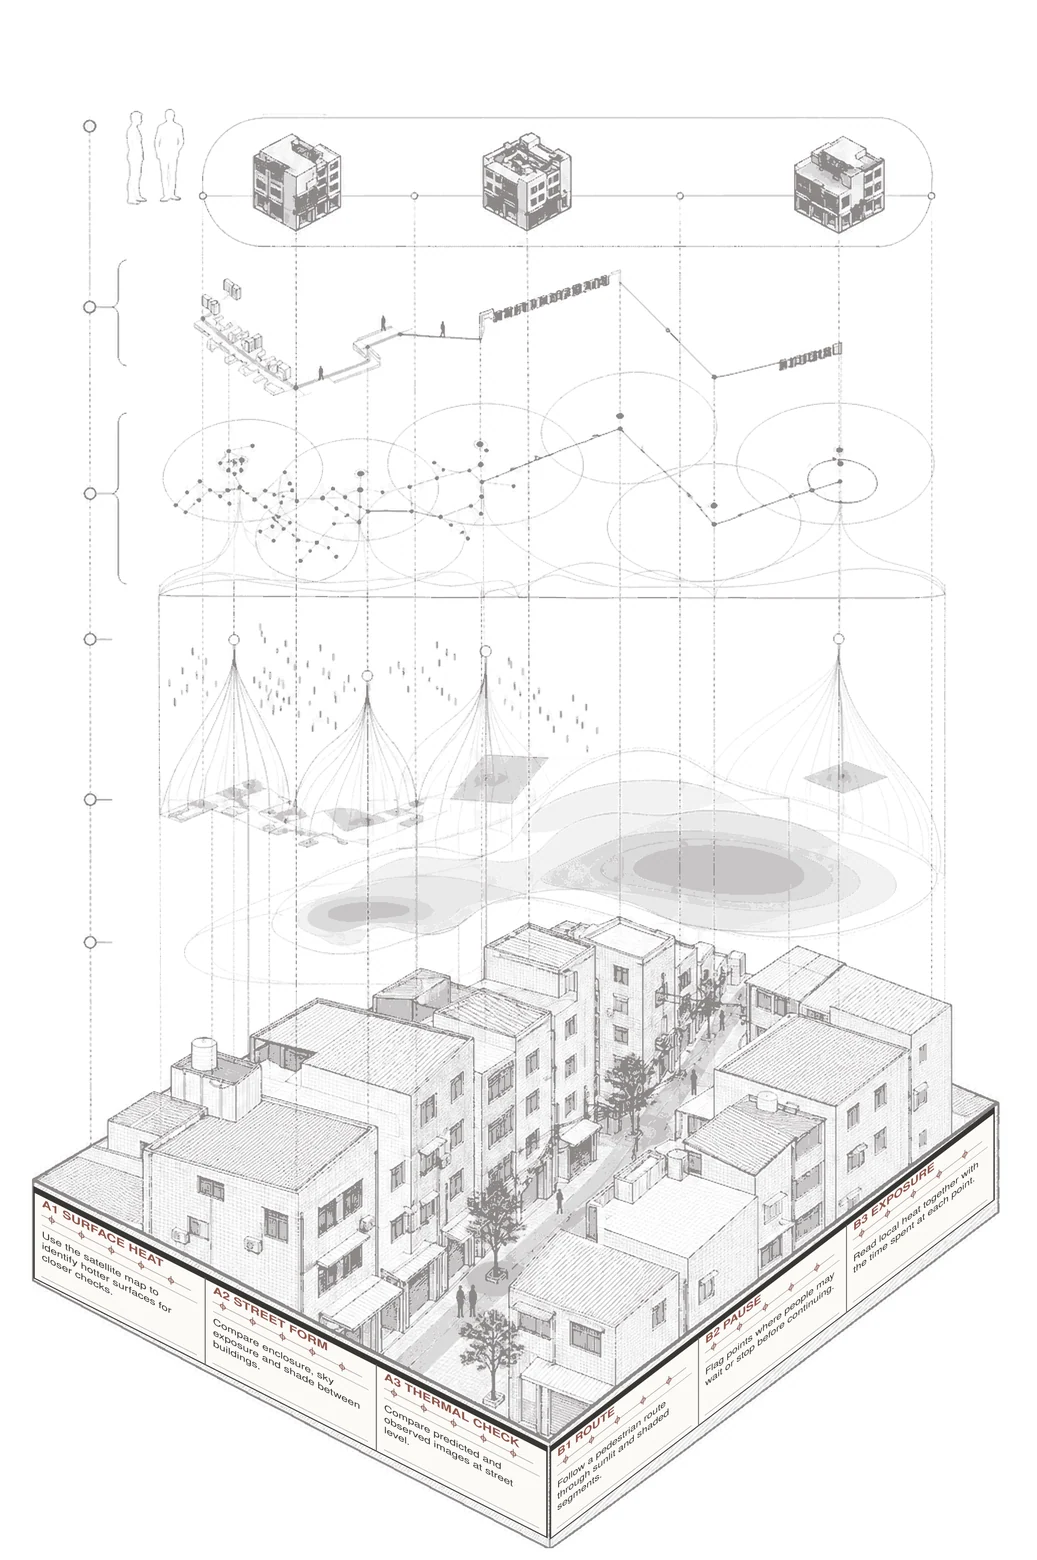 A1 SURFACE HEAT
Use the satellite map to
identify hotter surfaces for
closer checks.
A2 STREET FORM
Compare enclosure, sky
exposure and shade between
buildings.
A3 THERMAL CHECK
Compare predicted and
observed images at street
level.
B1 ROUTE
Follow a pedestrian route
through sunlit and shaded
segments.
B2 PAUSE
Flag points where people may
wait or stop before continuing.
B3 EXPOSURE
Read local heat together with
the time spent at each point.